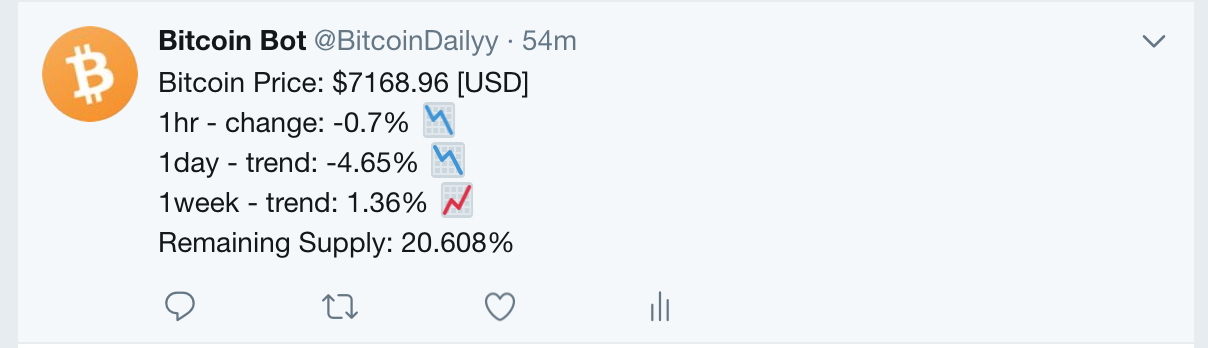 Bitcoin Bot @BitcoinDailyy · 54m
Bitcoin Price: $7168.96 [USD]
1hr - change: -0.7% 📉
1day - trend: -4.65% 📉
1week - trend: 1.36% 📈
Remaining Supply: 20.608%